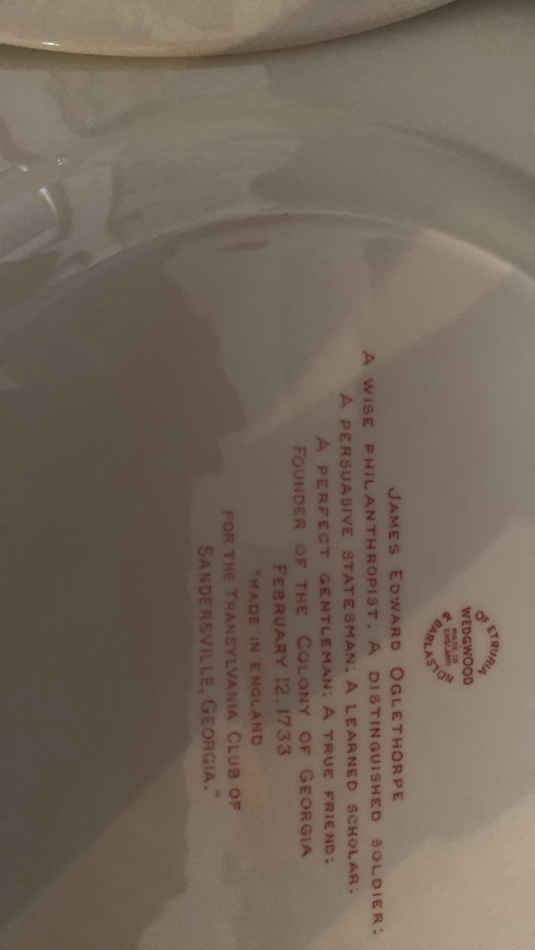 OF ETRURIA
WEDGWOOD
MADE IN
ENGLAND
& BARLASTON
JAMES EDWARD OGLETHORPE
A WISE PHILANTHROPIST. A DISTINGUISHED SOLDIER:
A PERSUASIVE STATESMAN: A LEARNED SCHOLAR:
A PERFECT GENTLEMAN: A TRUE FRIEND:
FOUNDER OF THE COLONY OF GEORGIA
FEBRUARY 12, 1733
"MADE IN ENGLAND
FOR THE TRANSYLVANIA CLUB OF
SANDERSVILLE, GEORGIA."